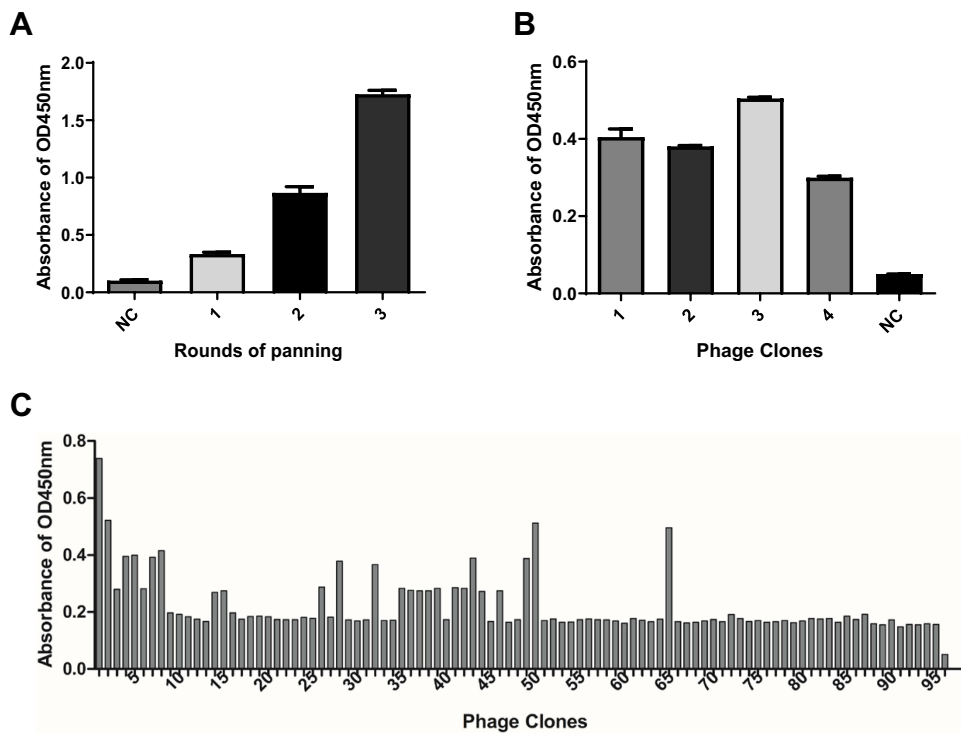 A
Absorbance of OD450nm
2.0
1.5
1.0
0.5
0.0
NC 1 2 3
Rounds of panning
B
Absorbance of OD450nm
0.6
0.4
0.2
0.0
1 2 3 4 NC
Phage Clones
C
Absorbance of OD450nm
0.8
0.6
0.4
0.2
0.0
5 10 15 20 25 30 35 40 45 50 55 60 65 70 75 80 85 90 95
Phage Clones